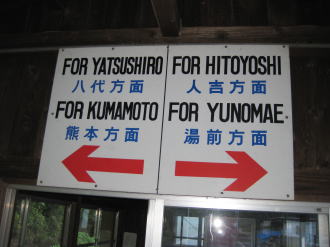 FOR YATSUSHIRO
八代方面
FOR KUMAMOTO
熊本方面
FOR HITOYOSHI
人吉方面
FOR YUNOMAE
湯前方面